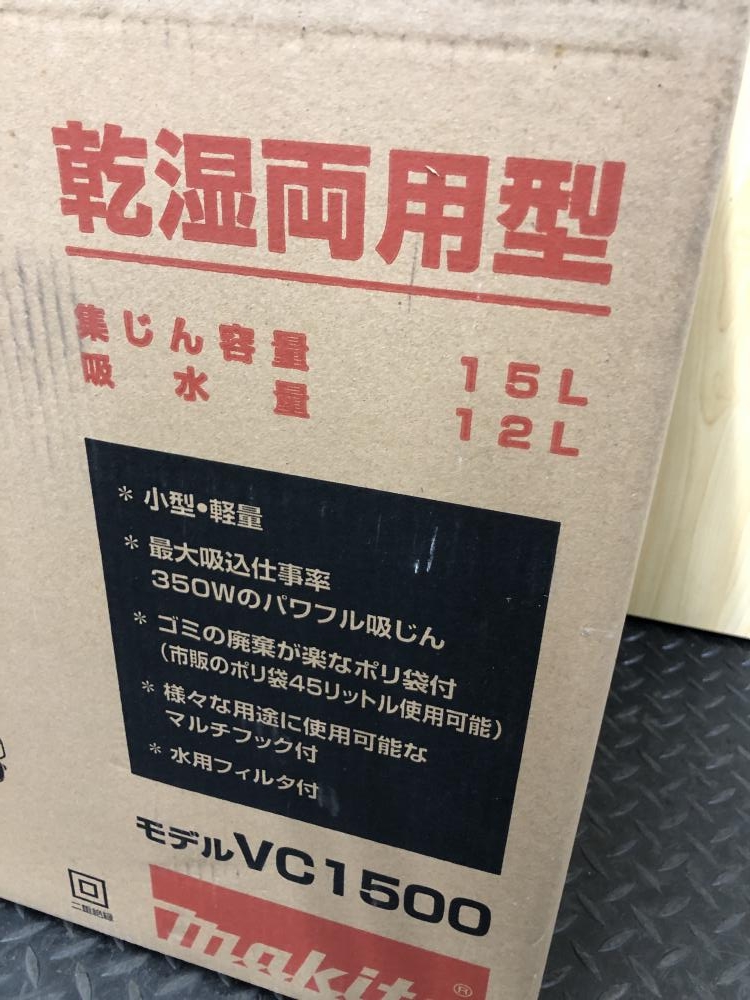 乾湿両用型
集じん容量 15L
吸水量 12L
＊小型・軽量
＊最大吸込仕事率
350Wのパワフル吸じん
＊ゴミの廃棄が楽なポリ袋付
（市販のポリ袋45リットル使用可能）
＊様々な用途に使用可能な
マルチフック付
＊水用フィルタ付
モデルVC1500
二重絶縁
makita®